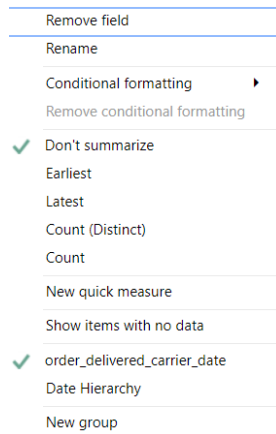 Remove field
Rename
Conditional formatting
Remove conditional formatting
Don't summarize
Earliest
Latest
Count (Distinct)
Count
New quick measure
Show items with no data
order_delivered_carrier_date
Date Hierarchy
New group